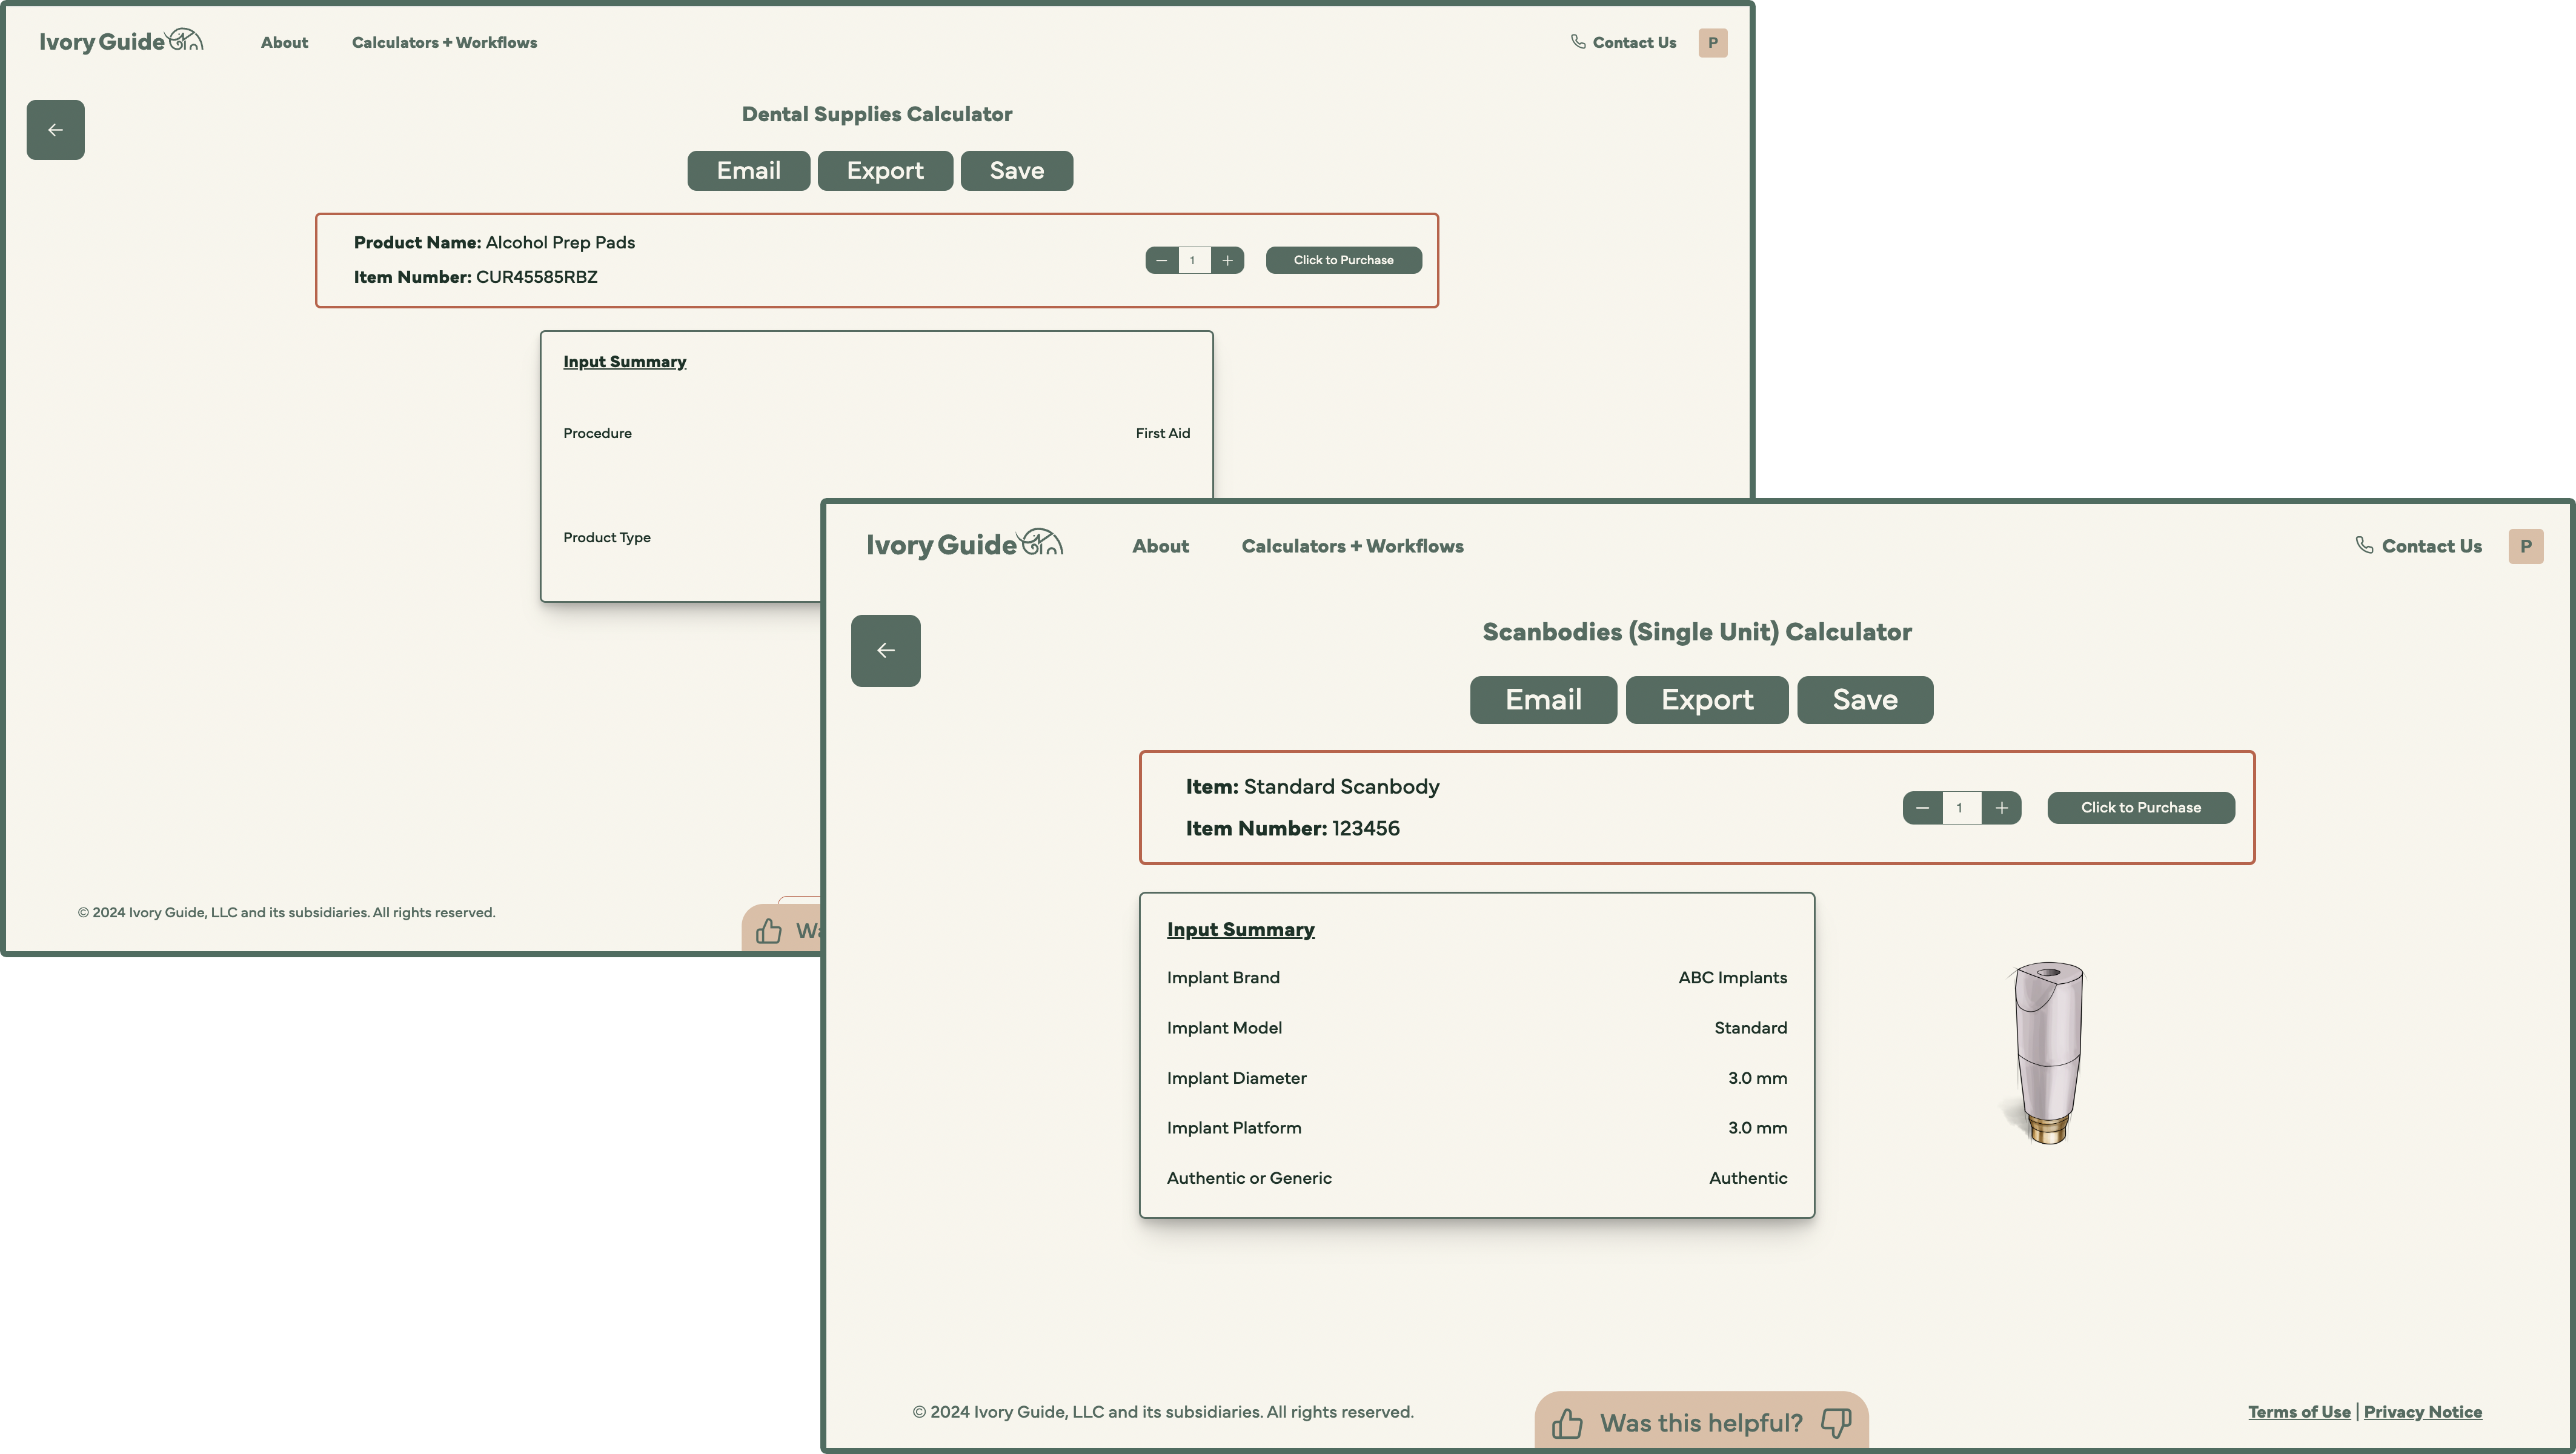 Ivory Guide
About
Calculators + Workflows
Contact Us
P
Dental Supplies Calculator
Email
Export
Save
Product Name: Alcohol Prep Pads
Item Number: CUR45585RBZ
1
Click to Purchase
Input Summary
Procedure
First Aid
Product Type
© 2024 Ivory Guide, LLC and its subsidiaries. All rights reserved.
Ivory Guide
About
Calculators + Workflows
Contact Us
P
Scanbodies (Single Unit) Calculator
Email
Export
Save
Item: Standard Scanbody
Item Number: 123456
1
Click to Purchase
Input Summary
Implant Brand
ABC Implants
Implant Model
Standard
Implant Diameter
3.0 mm
Implant Platform
3.0 mm
Authentic or Generic
Authentic
© 2024 Ivory Guide, LLC and its subsidiaries. All rights reserved.
Was this helpful?
Terms of Use | Privacy Notice